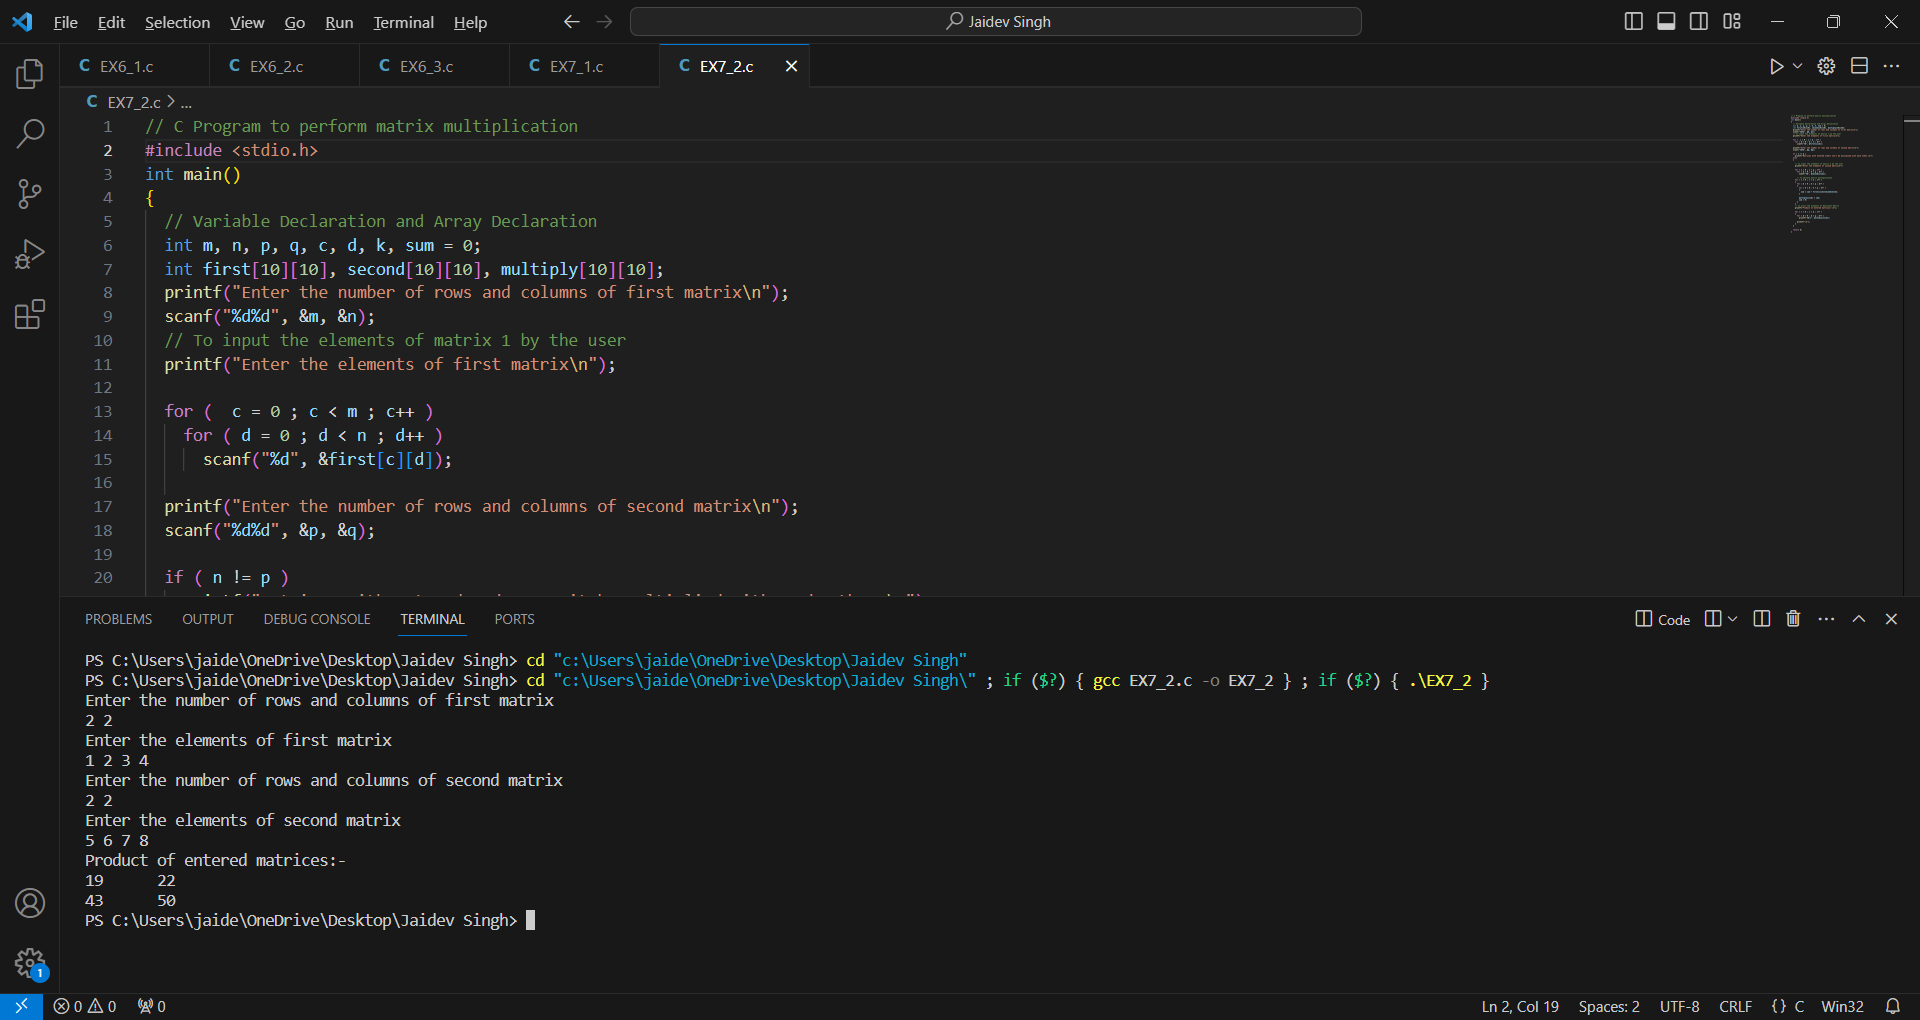 File Edit Selection View Go Run Terminal Help Jaidev Singh
C EX6_1.c C EX6_2.c C EX6_3.c C EX7_1.c C EX7_2.c
C EX7_2.c > ...
1 // C Program to perform matrix multiplication
2 #include <stdio.h>
3 int main()
4 {
5 // Variable Declaration and Array Declaration
6 int m, n, p, q, c, d, k, sum = 0;
7 int first[10][10], second[10][10], multiply[10][10];
8 printf("Enter the number of rows and columns of first matrix\n");
9 scanf("%d%d", &m, &n);
10 // To input the elements of matrix 1 by the user
11 printf("Enter the elements of first matrix\n");
12
13 for (  c = 0 ; c < m ; c++ )
14 for ( d = 0 ; d < n ; d++ )
15 scanf("%d", &first[c][d]);
16
17 printf("Enter the number of rows and columns of second matrix\n");
18 scanf("%d%d", &p, &q);
19
20 if ( n != p )
PROBLEMS OUTPUT DEBUG CONSOLE TERMINAL PORTS Code
PS C:\Users\jaide\OneDrive\Desktop\Jaidev Singh> cd "c:\Users\jaide\OneDrive\Desktop\Jaidev Singh"
PS C:\Users\jaide\OneDrive\Desktop\Jaidev Singh> cd "c:\Users\jaide\OneDrive\Desktop\Jaidev Singh\" ; if ($?) { gcc EX7_2.c -o EX7_2 } ; if ($?) { .\EX7_2 }
Enter the number of rows and columns of first matrix
2 2
Enter the elements of first matrix
1 2 3 4
Enter the number of rows and columns of second matrix
2 2
Enter the elements of second matrix
5 6 7 8
Product of entered matrices:-
19      22
43      50
PS C:\Users\jaide\OneDrive\Desktop\Jaidev Singh>
1
0 0 0 Ln 2, Col 19 Spaces: 2 UTF-8 CRLF {} C Win32